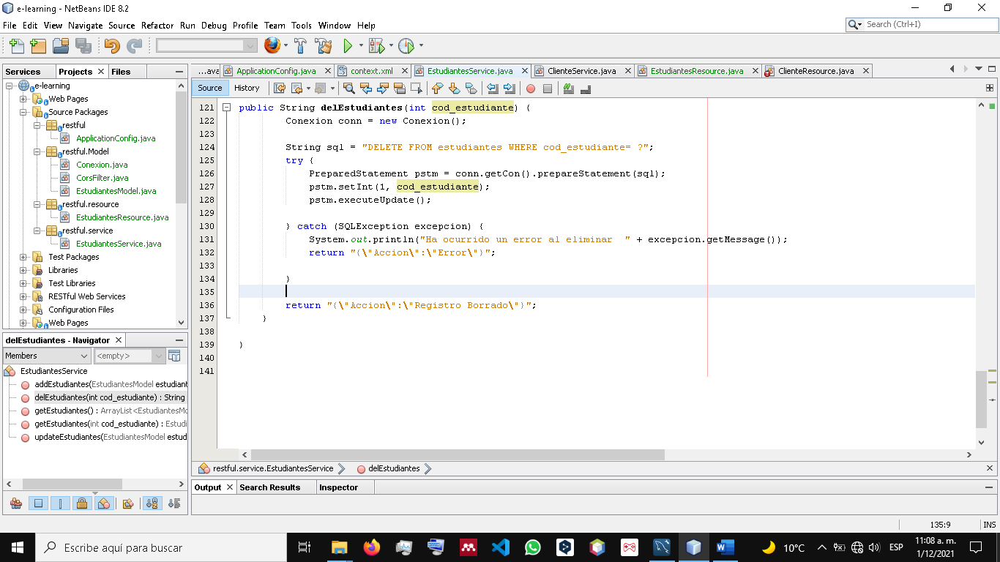 e-learning - NetBeans IDE 8.2
File Edit View Navigate Source Refactor Run Debug Profile Team Tools Window Help
Search (Ctrl+I)
Services Projects Files
...ava ApplicationConfig.java context.xml EstudiantesService.java ClienteService.java EstudiantesResource.java ClienteResource.java
Source History
e-learning
Web Pages
Source Packages
restful
ApplicationConfig.java
restful.Model
Conexion.java
CorsFilter.java
EstudiantesModel.java
restful.resource
EstudiantesResource.java
restful.service
EstudiantesService.java
Test Packages
Libraries
Test Libraries
RESTful Web Services
Configuration Files
Web Pages
delEstudiantes - Navigator
Members <empty>
EstudiantesService
addEstudiantes(EstudiantesModel estudiant
delEstudiantes(int cod_estudiante) : String
getEstudiantes() : ArrayList<EstudiantesMo
getEstudiantes(int cod_estudiante) : Estudi
updateEstudiantes(EstudiantesModel estud
121 public String delEstudiantes(int cod_estudiante) {
122 Conexion conn = new Conexion();
123
124 String sql = "DELETE FROM estudiantes WHERE cod_estudiante= ?";
125 try {
126 PreparedStatement pstm = conn.getCon().prepareStatement(sql);
127 pstm.setInt(1, cod_estudiante);
128 pstm.executeUpdate();
129
130 } catch (SQLException excepcion) {
131 System.out.println("Ha ocurrido un error al eliminar  " + excepcion.getMessage());
132 return "{\"Accion\":\"Error\"}";
133
134 }
135
136 return "{\"Accion\":\"Registro Borrado\"}";
137 }
138
139 }
140
141
restful.service.EstudiantesService delEstudiantes
Output Search Results Inspector
135:9 INS
Escribe aquí para buscar
10°C ESP 11:08 a. m.
1/12/2021